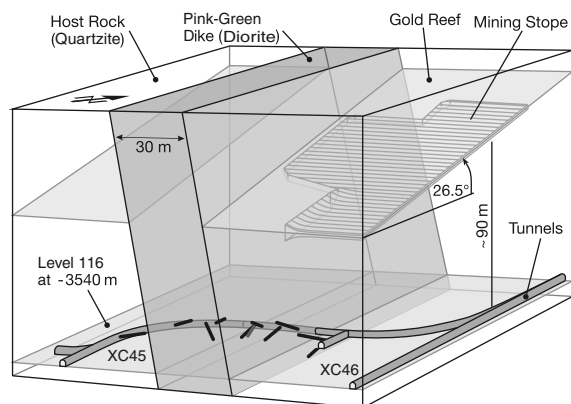 Host Rock
(Quartzite)
Pink-Green
Dike (Diorite)
Gold Reef
Mining Stope
30 m
26.5°
~ 90 m
Tunnels
Level 116
at -3540 m
XC45
XC46